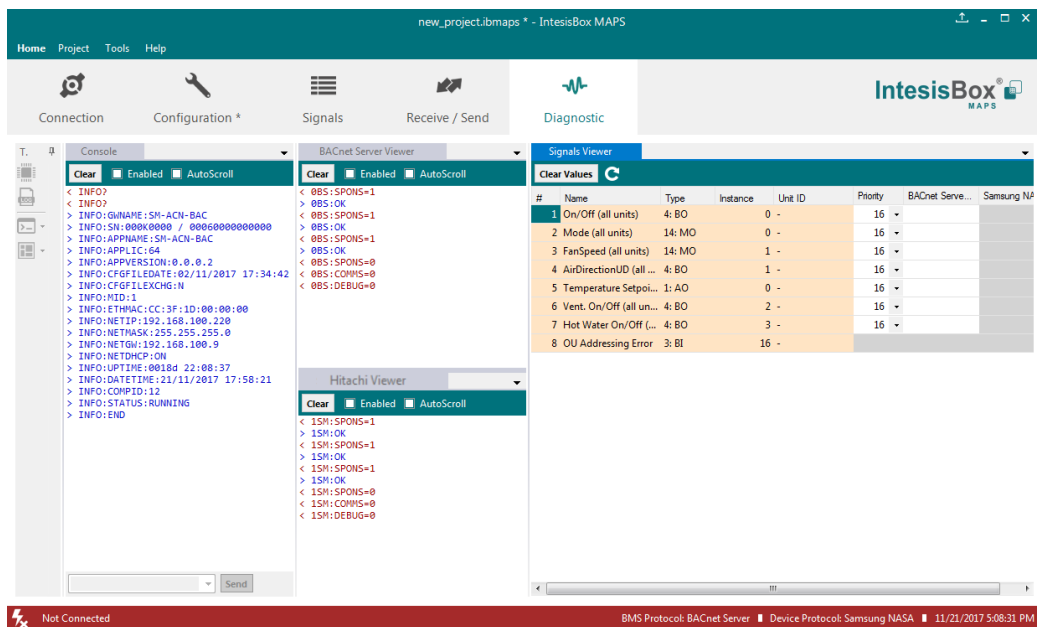 new_project.ibmaps * - IntesisBox MAPS
Home Project Tools Help
Connection
Configuration *
Signals
Receive / Send
Diagnostic
IntesisBox®
MAPS
T.
Console
Clear Enabled AutoScroll
< INFO?
< INFO?
> INFO:GWNAME:SM-ACN-BAC
> INFO:SN:000K0000 / 00060000000000
> INFO:APPNAME:SM-ACN-BAC
> INFO:APPLIC:64
> INFO:APPVERSION:0.0.0.2
> INFO:CFGFILEDATE:02/11/2017 17:34:42
> INFO:CFGFILEXCHG:N
> INFO:MID:1
> INFO:ETHMAC:CC:3F:1D:00:00:00
> INFO:NETIP:192.168.100.220
> INFO:NETMASK:255.255.255.0
> INFO:NETGW:192.168.100.9
> INFO:NETDHCP:ON
> INFO:UPTIME:0018d 22:08:37
> INFO:DATETIME:21/11/2017 17:58:21
> INFO:COMPID:12
> INFO:STATUS:RUNNING
> INFO:END
Send
BACnet Server Viewer
Clear Enabled AutoScroll
< 0BS:SPONS=1
> 0BS:OK
< 0BS:SPONS=1
> 0BS:OK
< 0BS:SPONS=1
> 0BS:OK
< 0BS:SPONS=0
< 0BS:COMMS=0
< 0BS:DEBUG=0
Hitachi Viewer
Clear Enabled AutoScroll
< 1SM:SPONS=1
> 1SM:OK
< 1SM:SPONS=1
> 1SM:OK
< 1SM:SPONS=1
> 1SM:OK
< 1SM:SPONS=0
< 1SM:COMMS=0
< 1SM:DEBUG=0
Signals Viewer
Clear Values
# Name Type Instance Unit ID Priority BACnet Serve... Samsung NA
1 On/Off (all units) 4: BO 0 - 16
2 Mode (all units) 14: MO 0 - 16
3 FanSpeed (all units) 14: MO 1 - 16
4 AirDirectionUD (all ... 4: BO 1 - 16
5 Temperature Setpoi... 1: AO 0 - 16
6 Vent. On/Off (all un... 4: BO 2 - 16
7 Hot Water On/Off (... 4: BO 3 - 16
8 OU Addressing Error 3: BI 16 -
Not Connected
BMS Protocol: BACnet Server Device Protocol: Samsung NASA 11/21/2017 5:08:31 PM